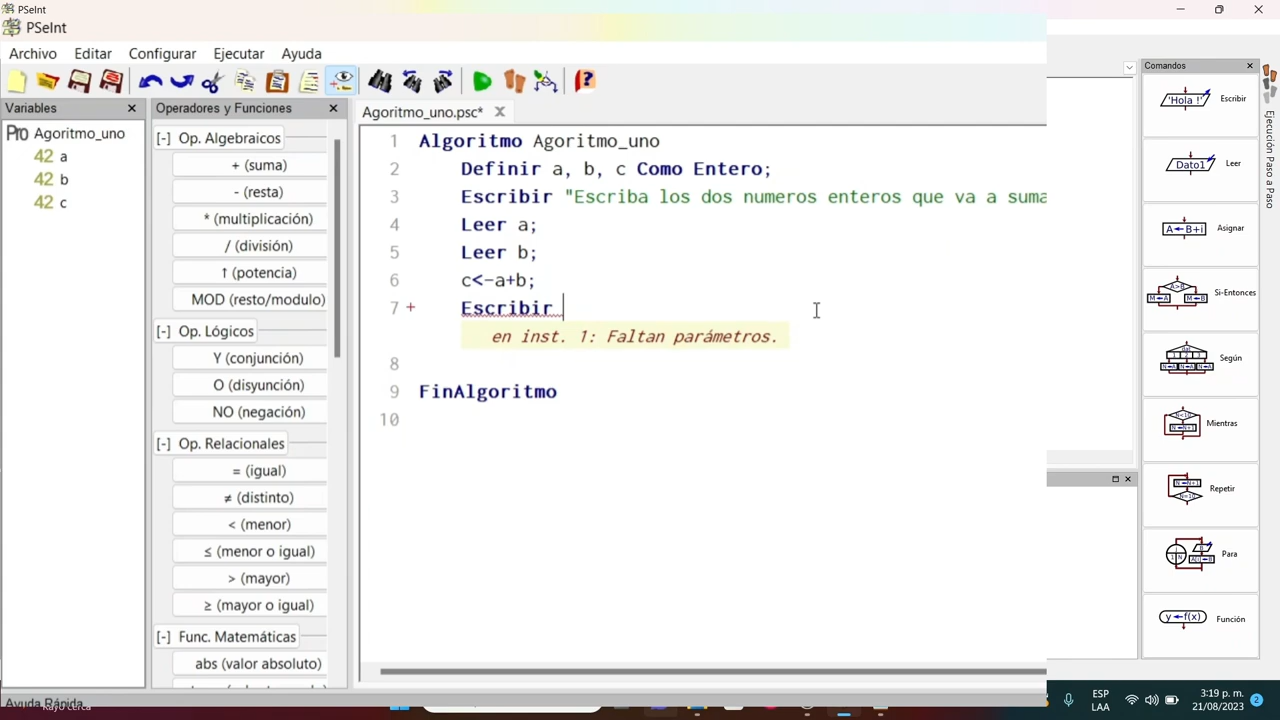 PSeInt
PSeInt
Archivo Editar Configurar Ejecutar Ayuda
Variables
Agoritmo_uno
42 a
42 b
42 c
Operadores y Funciones
[-] Op. Algebraicos
+ (suma)
- (resta)
* (multiplicación)
/ (división)
↑ (potencia)
MOD (resto/modulo)
[-] Op. Lógicos
Y (conjunción)
O (disyunción)
NO (negación)
[-] Op. Relacionales
= (igual)
≠ (distinto)
< (menor)
≤ (menor o igual)
> (mayor)
≥ (mayor o igual)
[-] Func. Matemáticas
abs (valor absoluto)
Agoritmo_uno.psc*
1 Algoritmo Agoritmo_uno
2 Definir a, b, c Como Entero;
3 Escribir "Escriba los dos numeros enteros que va a suma
4 Leer a;
5 Leer b;
6 c<-a+b;
7 + Escribir
en inst. 1: Faltan parámetros.
8
9 FinAlgoritmo
10
Comandos
'Hola !' Escribir
Dato1 Leer
A←B+i Asignar
A>B Si-Entonces
Según
Mientras
Repetir
Para
y←f(x) Función
Ejecución Paso a Paso
Ayuda Rápida
Rayo cerca
ESP
LAA
3:19 p. m.
21/08/2023
2